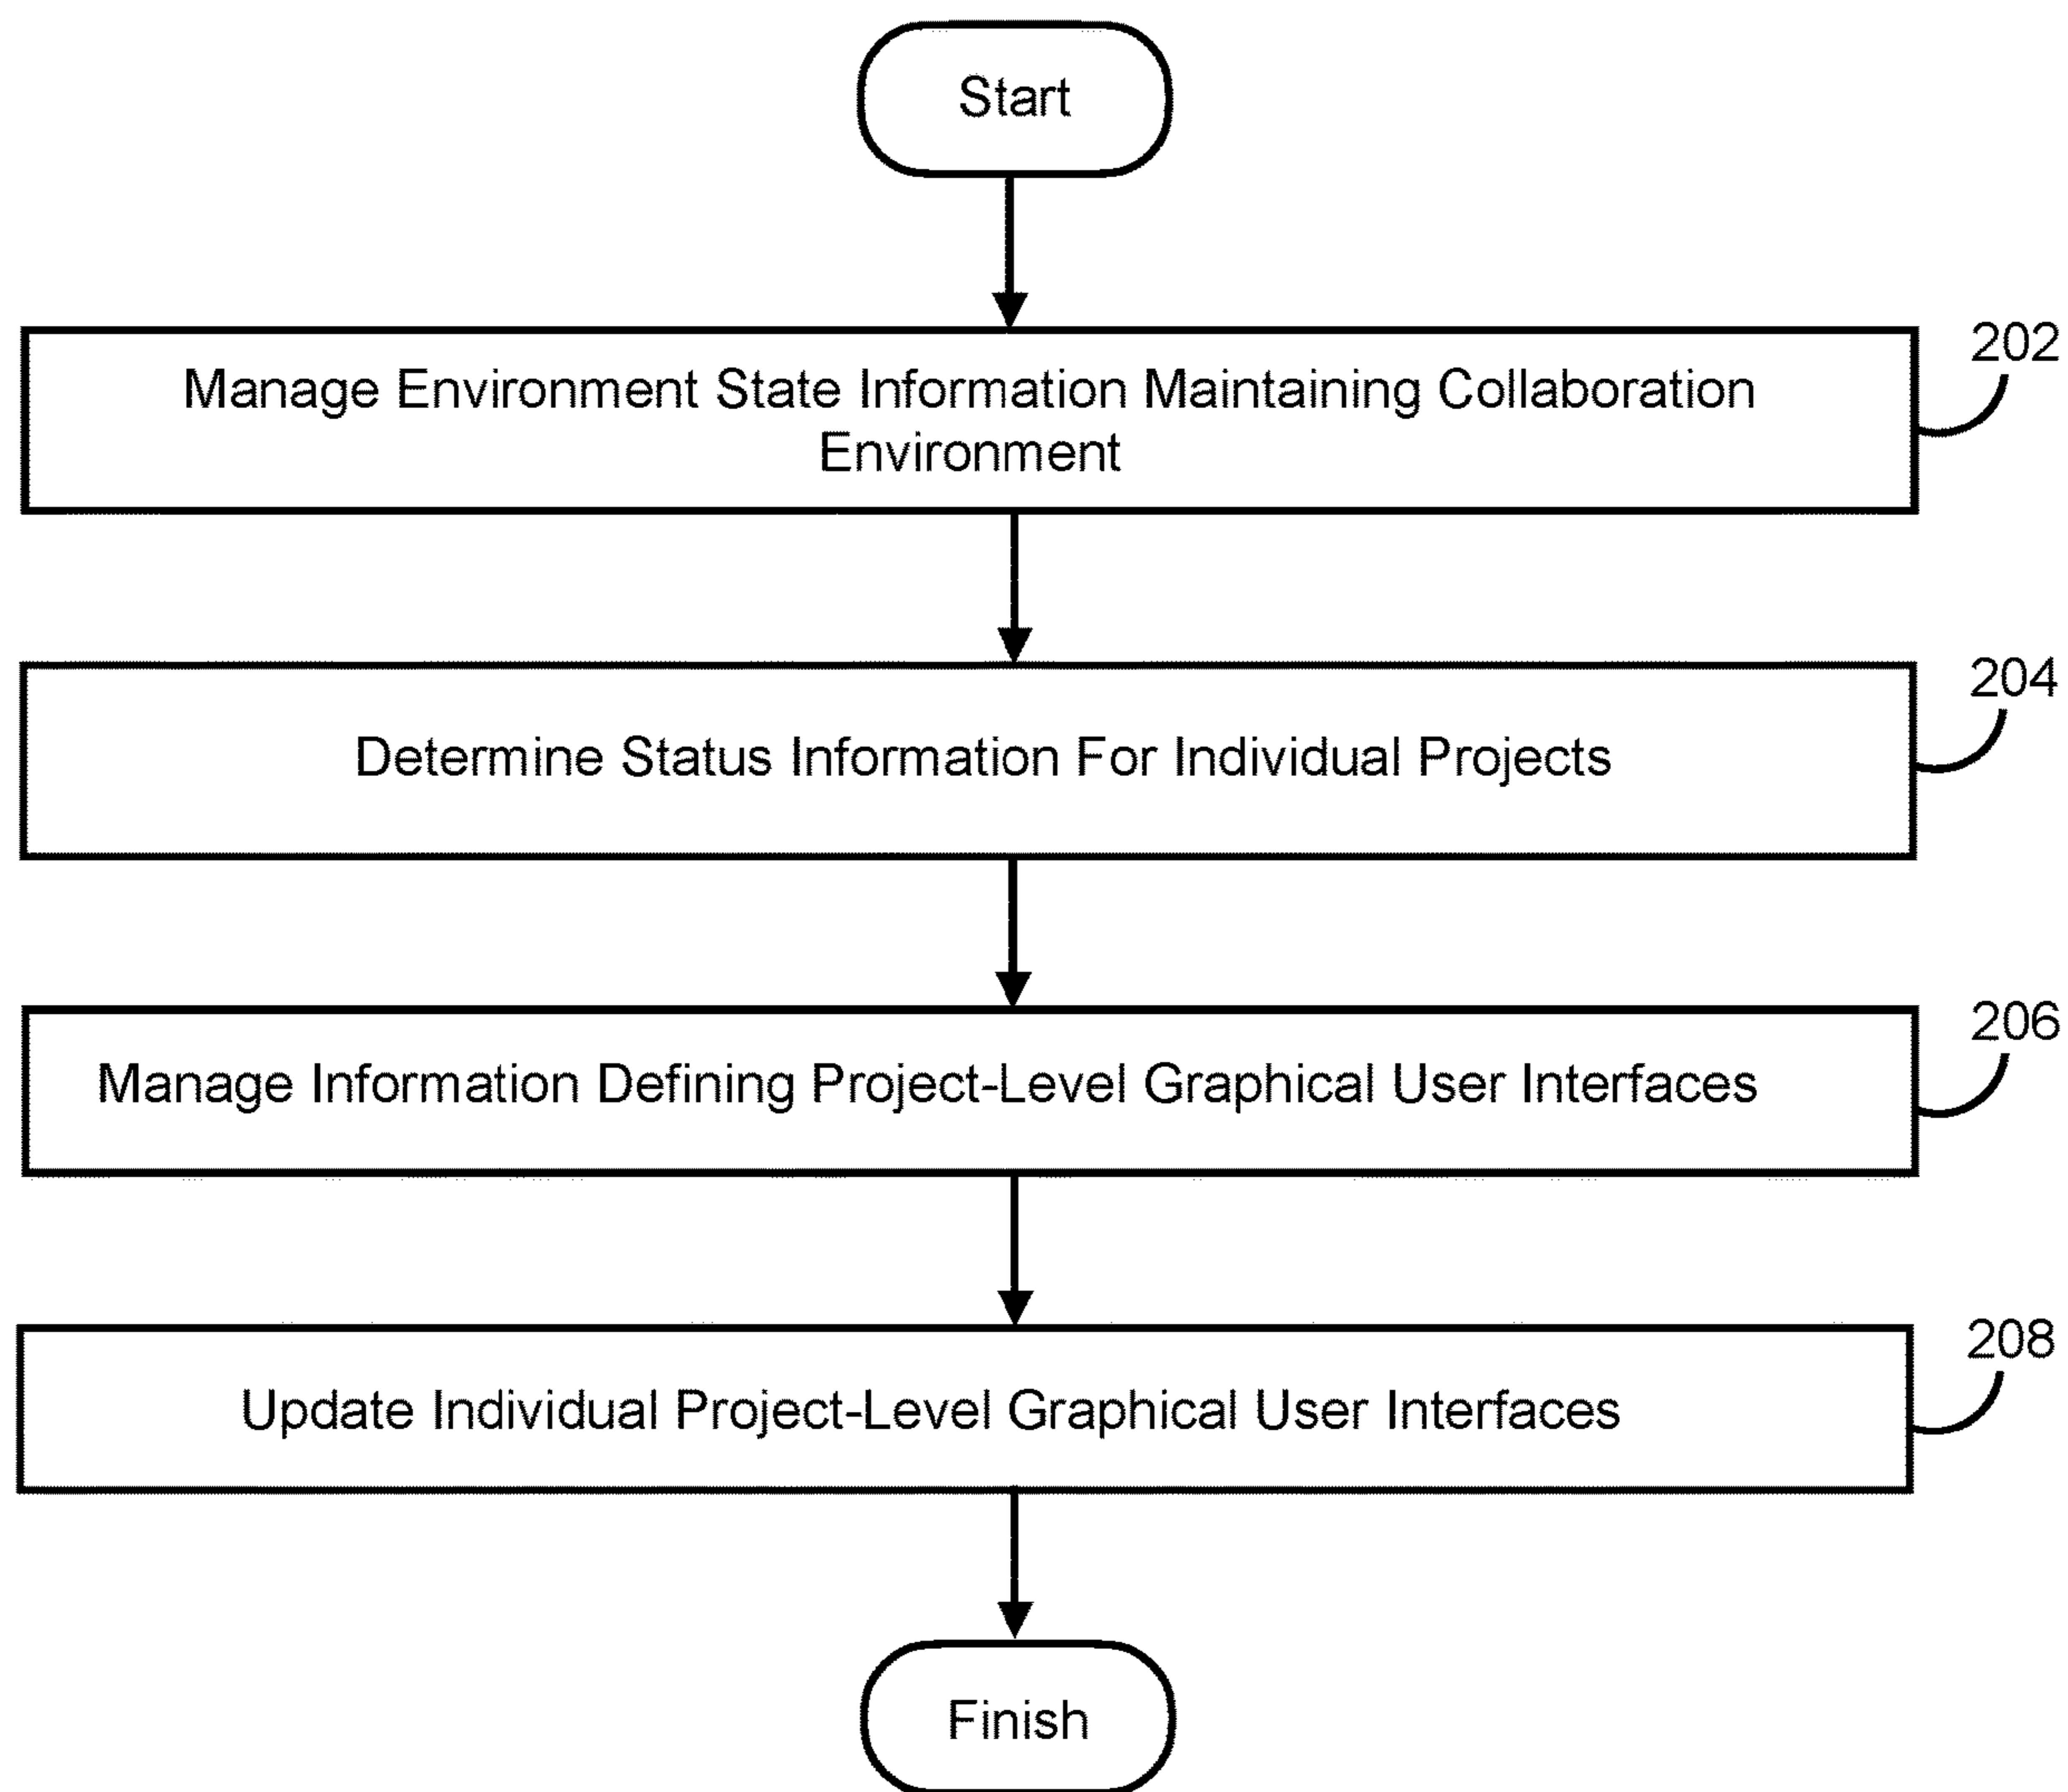 Start
202
Manage Environment State Information Maintaining Collaboration
Environment
204
Determine Status Information For Individual Projects
206
Manage Information Defining Project-Level Graphical User Interfaces
208
Update Individual Project-Level Graphical User Interfaces
Finish